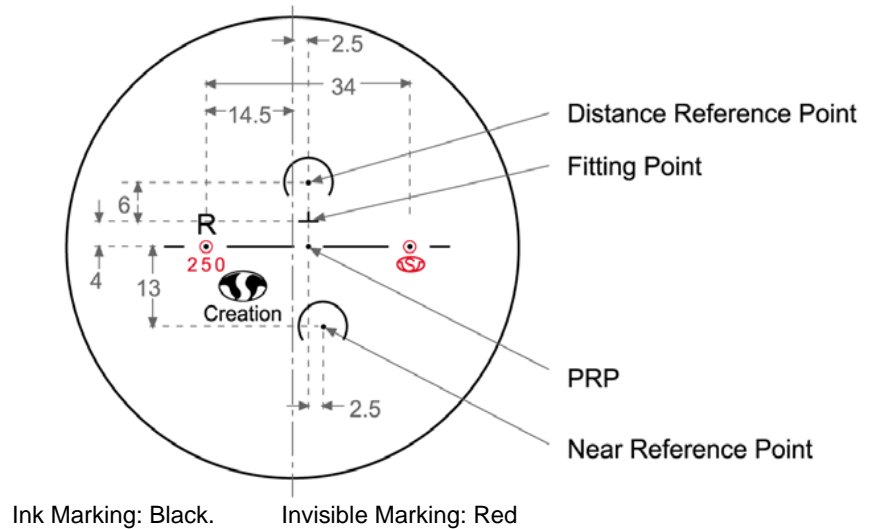 2.5
34
14.5
Distance Reference Point
Fitting Point
6
R
250
4
13
S
Creation
PRP
2.5
Near Reference Point
Ink Marking: Black. Invisible Marking: Red